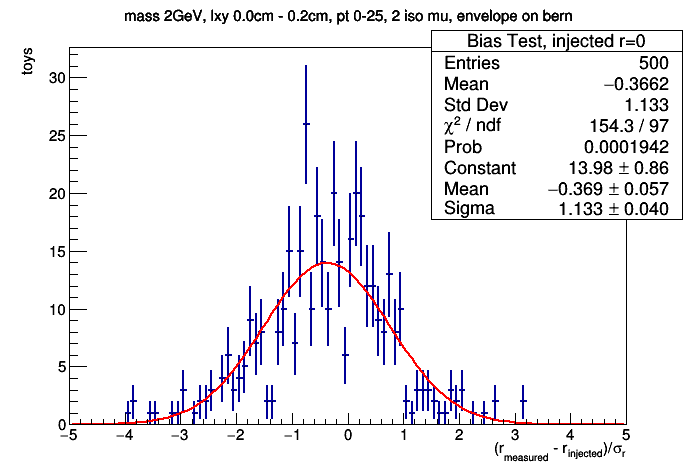 mass 2GeV, lxy 0.0cm - 0.2cm, pt 0-25, 2 iso mu, envelope on bern
toys
Bias Test, injected r=0
Entries 500
Mean −0.3662
Std Dev 1.133
χ² / ndf 154.3 / 97
Prob 0.0001942
Constant 13.98 ± 0.86
Mean −0.369 ± 0.057
Sigma 1.133 ± 0.040
30
25
20
15
10
5
0
−5 −4 −3 −2 −1 0 1 2 3 4 5
(r_measured - r_injected)/σ_r